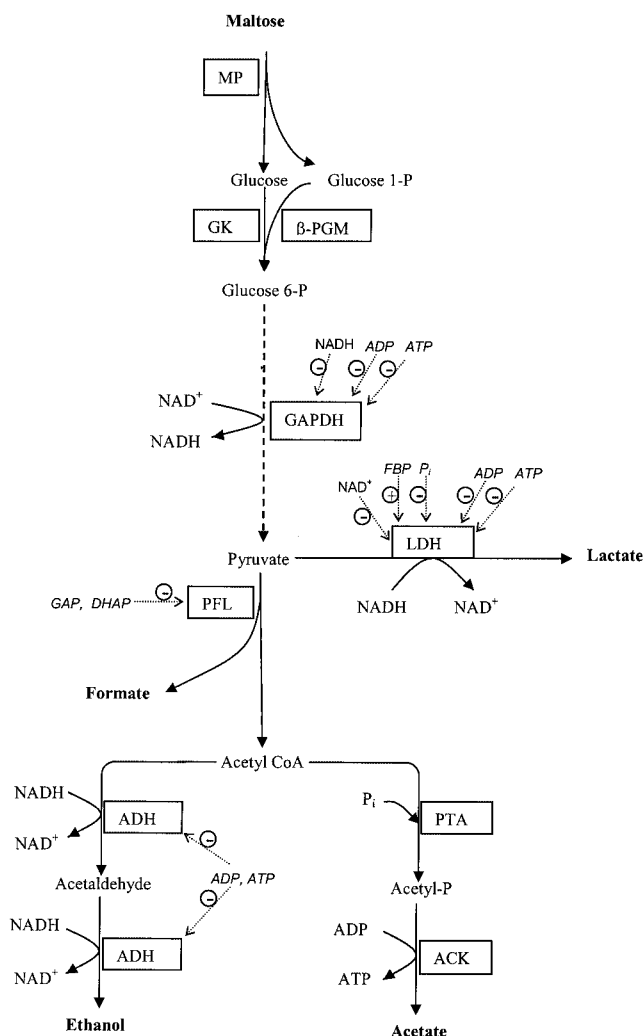 Maltose
MP
Glucose Glucose 1-P
GK ß-PGM
Glucose 6-P
NADH ADP ATP
- - -
NAD+
GAPDH
NADH
FBP Pi ADP ATP
NAD+
+ - - -
-
LDH
Pyruvate Lactate
NADH NAD+
-
GAP, DHAP PFL
Formate
Acetyl CoA
NADH Pi
ADH PTA
NAD+ -
Acetaldehyde ADP, ATP Acetyl-P
-
NADH ADP
ADH ACK
NAD+ ATP
Ethanol Acetate